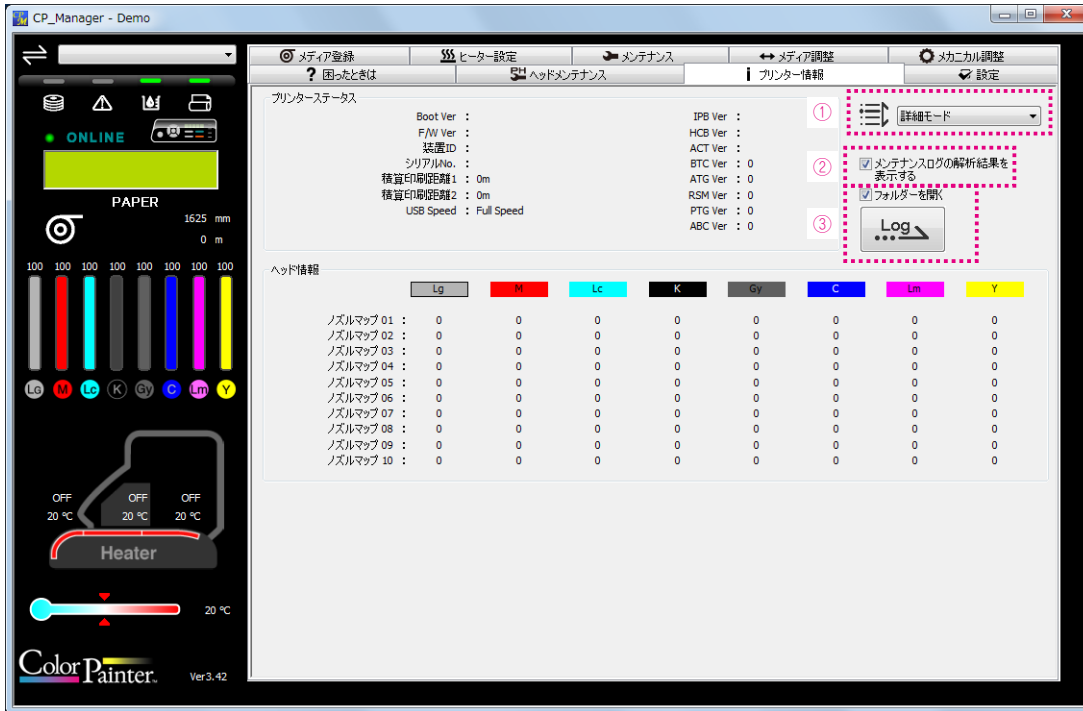 CP_Manager - Demo
メディア登録 ヒーター設定 メンテナンス メディア調整 メカニカル調整
? 困ったときは ヘッドメンテナンス i プリンター情報 設定
ONLINE
PAPER
1625 mm
0 m
100 100 100 100 100 100 100 100
LG M LC K Gy C Lm Y
OFF OFF OFF
20 ℃ 20 ℃ 20 ℃
Heater
20 ℃
Color Painter. Ver3.42
プリンターステータス
Boot Ver :
F/W Ver :
装置ID :
シリアルNo. :
積算印刷距離1 : 0m
積算印刷距離2 : 0m
USB Speed : Full Speed
IPB Ver :
HCB Ver :
ACT Ver :
BTC Ver : 0
ATG Ver : 0
RSM Ver : 0
PTG Ver : 0
ABC Ver : 0
① 詳細モード
② メンテナンスログの解析結果を
表示する
フォルダーを開く
③ Log
ヘッド情報
Lg M Lc K Gy C Lm Y
ノズルマップ 01 : 0 0 0 0 0 0 0 0
ノズルマップ 02 : 0 0 0 0 0 0 0 0
ノズルマップ 03 : 0 0 0 0 0 0 0 0
ノズルマップ 04 : 0 0 0 0 0 0 0 0
ノズルマップ 05 : 0 0 0 0 0 0 0 0
ノズルマップ 06 : 0 0 0 0 0 0 0 0
ノズルマップ 07 : 0 0 0 0 0 0 0 0
ノズルマップ 08 : 0 0 0 0 0 0 0 0
ノズルマップ 09 : 0 0 0 0 0 0 0 0
ノズルマップ 10 : 0 0 0 0 0 0 0 0